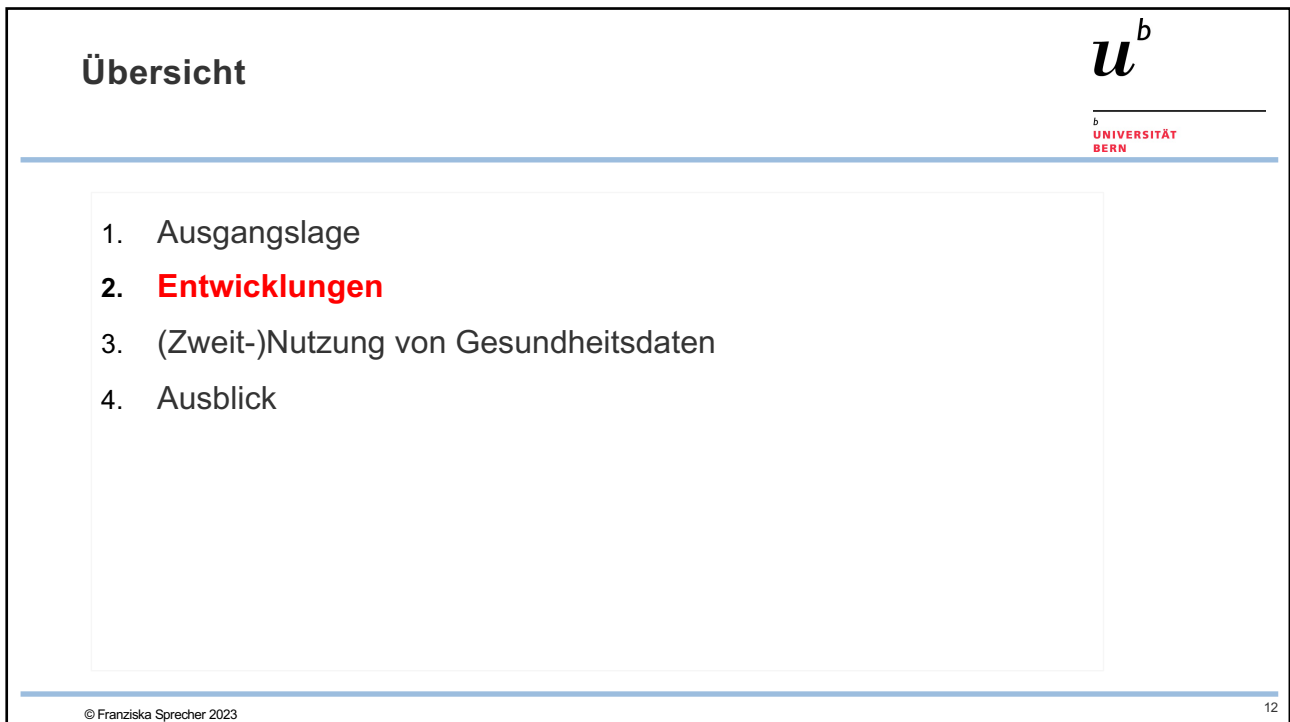 Übersicht
u b
b
UNIVERSITÄT
BERN
1. Ausgangslage
2. Entwicklungen
3. (Zweit-)Nutzung von Gesundheitsdaten
4. Ausblick
© Franziska Sprecher 2023
12